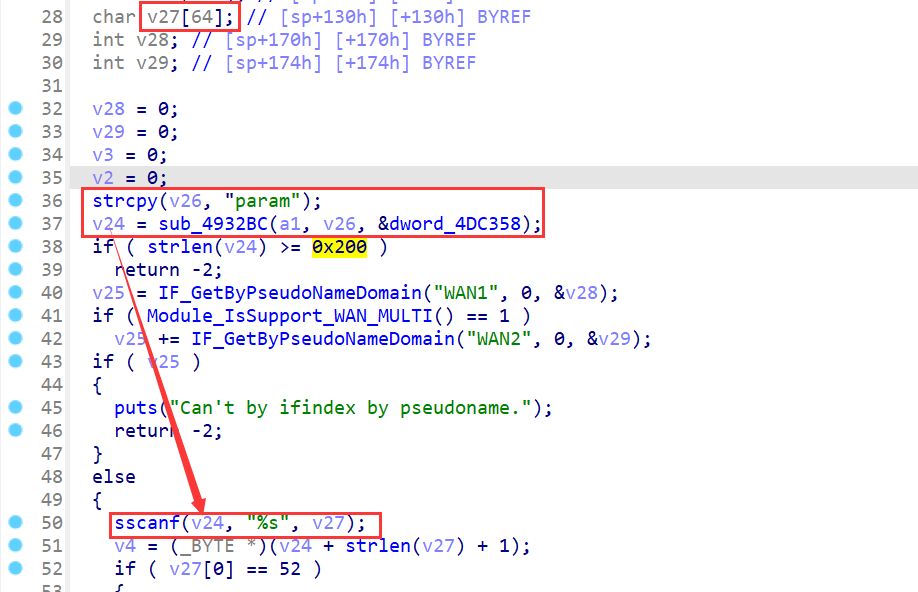 28 char v27[64]; // [sp+130h] [+130h] BYREF
29 int v28; // [sp+170h] [+170h] BYREF
30 int v29; // [sp+174h] [+174h] BYREF
31
32 v28 = 0;
33 v29 = 0;
34 v3 = 0;
35 v2 = 0;
36 strcpy(v26, "param");
37 v24 = sub_4932BC(a1, v26, &dword_4DC358);
38 if ( strlen(v24) >= 0x200 )
39 return -2;
40 v25 = IF_GetByPseudoNameDomain("WAN1", 0, &v28);
41 if ( Module_IsSupport_WAN_MULTI() == 1 )
42 v25 += IF_GetByPseudoNameDomain("WAN2", 0, &v29);
43 if ( v25 )
44 {
45 puts("Can't by ifindex by pseudoname.");
46 return -2;
47 }
48 else
49 {
50 sscanf(v24, "%s", v27);
51 v4 = (_BYTE *)(v24 + strlen(v27) + 1);
52 if ( v27[0] == 52 )
53 {